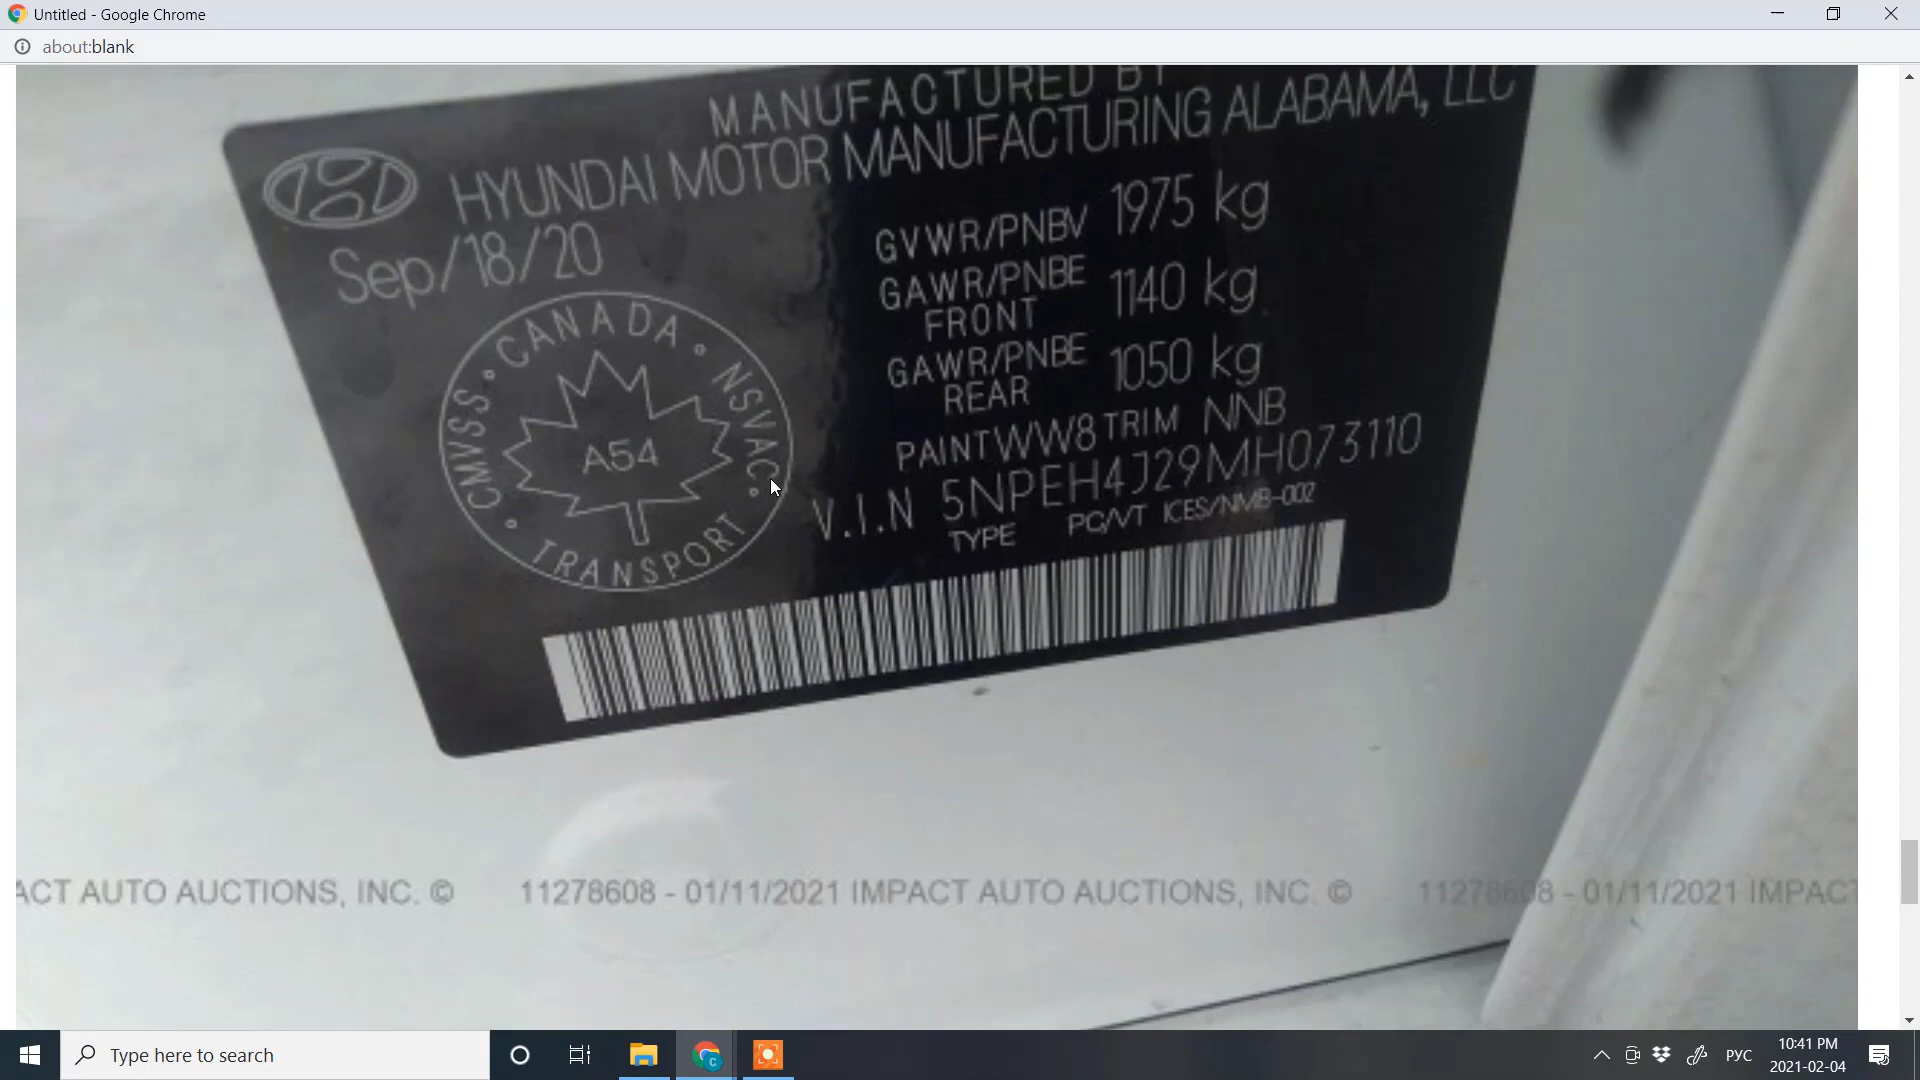 Untitled - Google Chrome
about:blank
MANUFACTURED BY
HYUNDAI MOTOR MANUFACTURING ALABAMA, LLC
Sep/18/20
GVWR/PNBV 1975 kg
GAWR/PNBE FRONT 1140 kg
GAWR/PNBE REAR 1050 kg
PAINT WW8 TRIM NNB
V.I.N 5NPEH4J29MH073110
TYPE PC/VT ICES/NMB-002
CMVSS · CANADA · NSVAC · TRANSPORT
A54
ACT AUTO AUCTIONS, INC. © 11278608 - 01/11/2021 IMPACT AUTO AUCTIONS, INC. © 11278608 - 01/11/2021 IMPACT
Type here to search
РУС
10:41 PM
2021-02-04